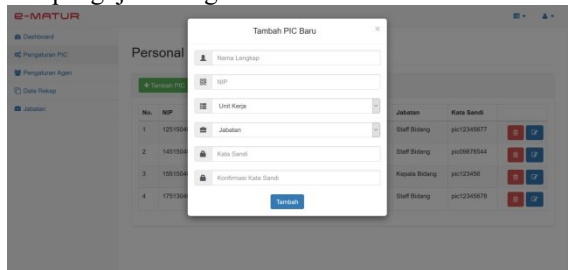 E-MATUR
Tambah PIC Baru
×
Dashboard
Pengaturan PIC
Pengaturan Agen
Data Rekap
Jabatan
Personal
+ Tambah PIC
Nama Lengkap
NIP
Unit Kerja
Jabatan
Kata Sandi
Konfirmasi Kata Sandi
Tambah
No. NIP Jabatan Kata Sandi
1 Staff Bidang pic12345677
2 Staff Bidang pic09876544
3 Kepala Bidang pic123456
4 Staff Bidang pic12345678